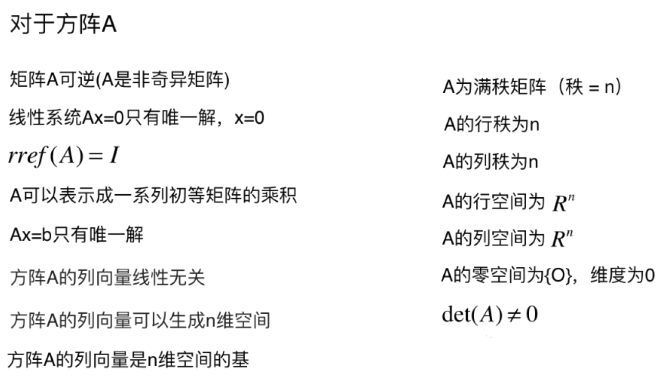 对于方阵A
矩阵A可逆(A是非奇异矩阵)
线性系统Ax=0只有唯一解，x=0
rref(A) = I
A可以表示成一系列初等矩阵的乘积
Ax=b只有唯一解
方阵A的列向量线性无关
方阵A的列向量可以生成n维空间
方阵A的列向量是n维空间的基
A为满秩矩阵（秩 = n）
A的行秩为n
A的列秩为n
A的行空间为 Rⁿ
A的列空间为 Rⁿ
A的零空间为{O}，维度为0
det(A) ≠ 0